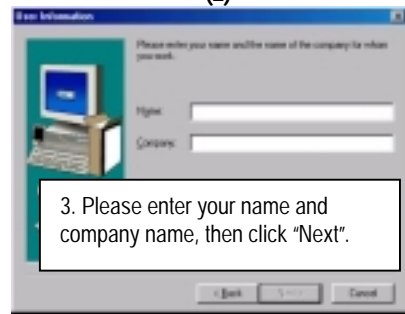 User Information
Please enter your name and the name of the company for whom
you work.
Name:
Company:
3. Please enter your name and
company name, then click “Next”.
< Back
Next >
Cancel